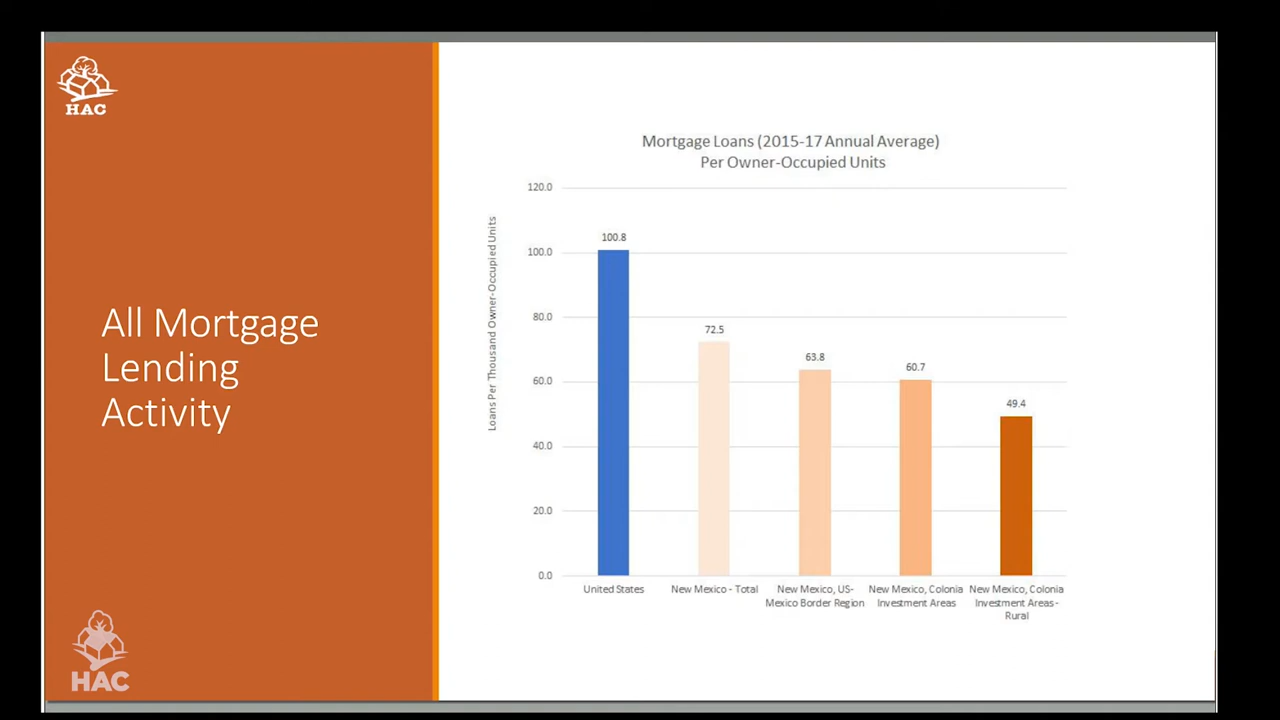 HAC
All Mortgage
Lending
Activity
HAC
Mortgage Loans (2015-17 Annual Average)
Per Owner-Occupied Units
Loans Per Thousand Owner-Occupied Units
120.0
100.0
80.0
60.0
40.0
20.0
0.0
100.8
72.5
63.8
60.7
49.4
United States
New Mexico - Total
New Mexico, US-
Mexico Border Region
New Mexico, Colonia
Investment Areas
New Mexico, Colonia
Investment Areas -
Rural